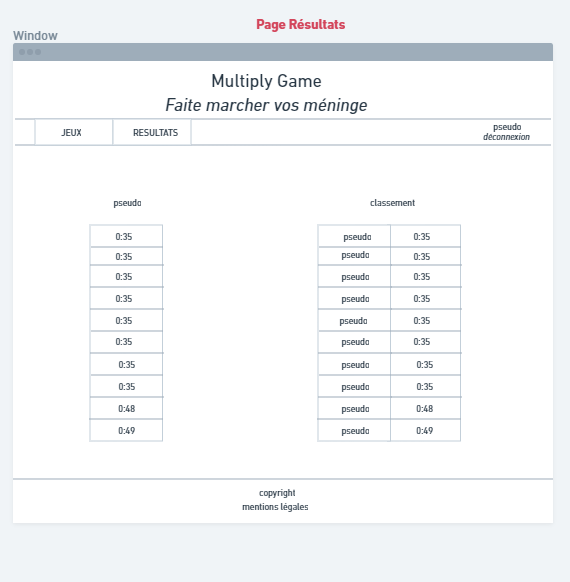 Page Résultats
Window
Multiply Game
Faite marcher vos méninge
JEUX RESULTATS pseudo
déconnexion
pseudo classement
0:35 pseudo 0:35
0:35 pseudo 0:35
0:35 pseudo 0:35
0:35 pseudo 0:35
0:35 pseudo 0:35
0:35 pseudo 0:35
0:35 pseudo 0:35
0:35 pseudo 0:35
0:48 pseudo 0:48
0:49 pseudo 0:49
copyright
mentions légales